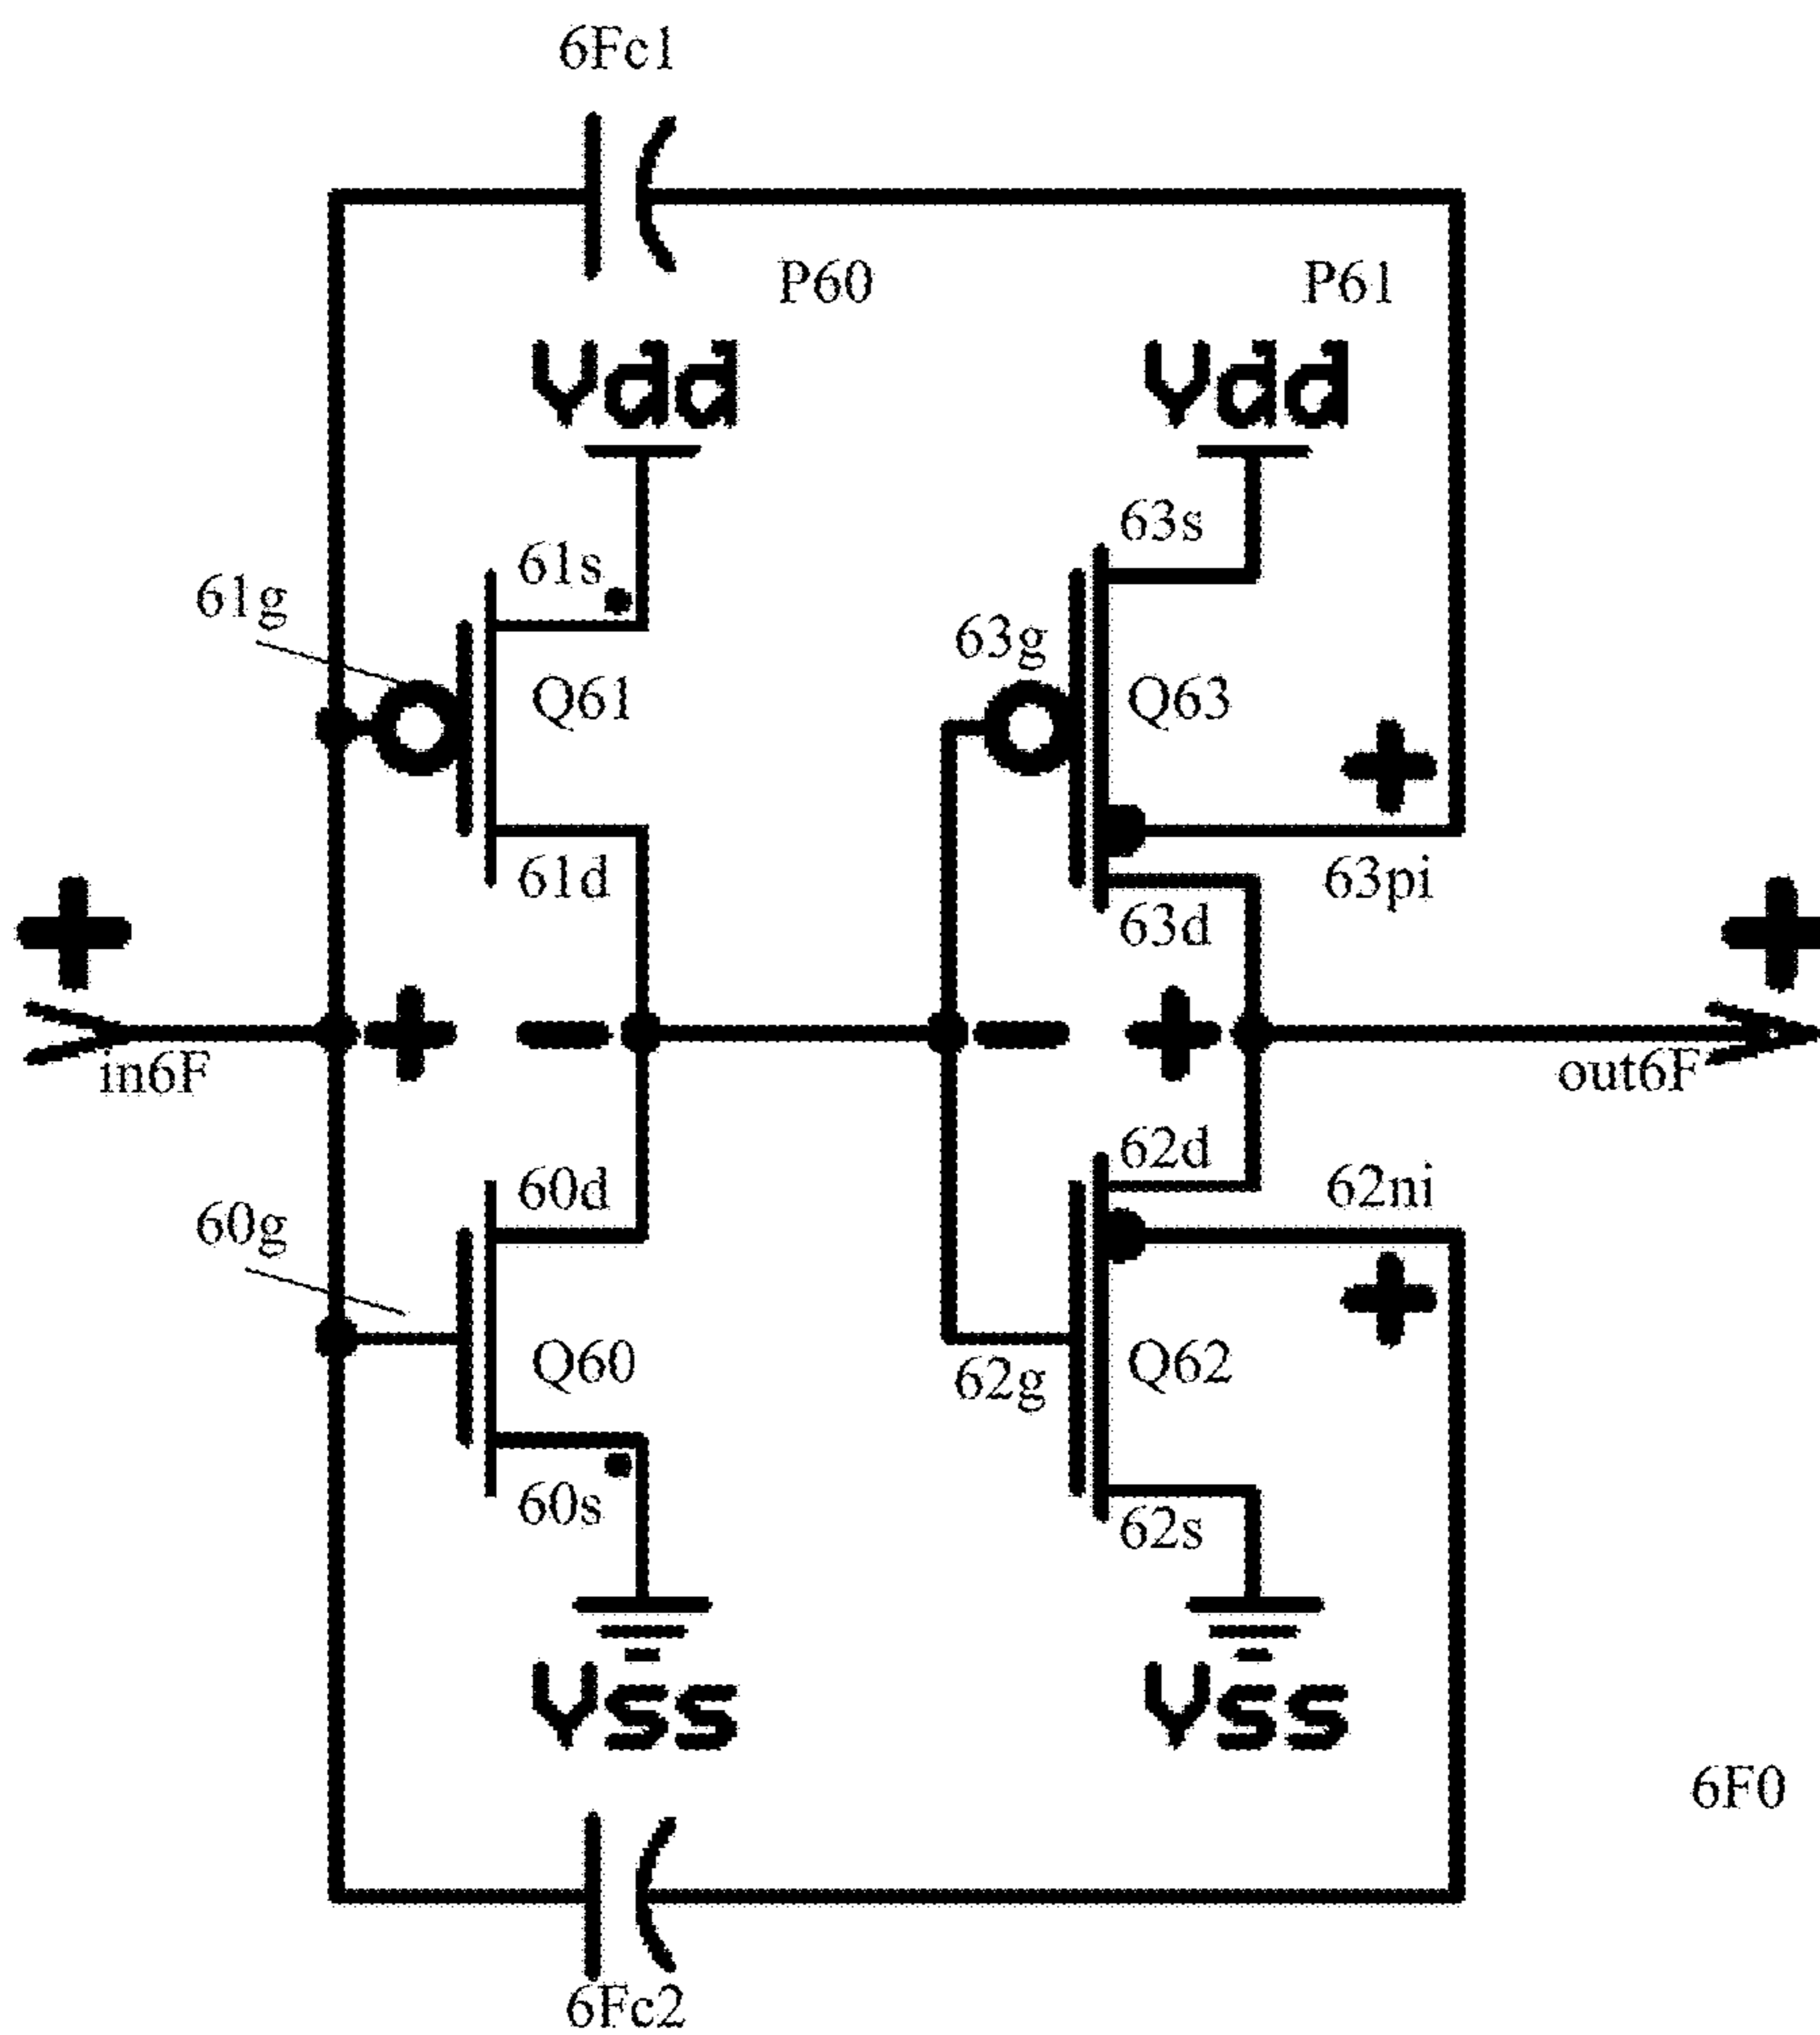 6Fc1
P60 P61
Vdd Vdd
63s
61s
61g
63g
Q61 Q63
+
61d 63pi
63d
+ +
+ − − +
in6F out6F
62d
60d 62ni
60g
+
Q60 Q62
62g
60s
62s
Vss Vss
6F0
6Fc2